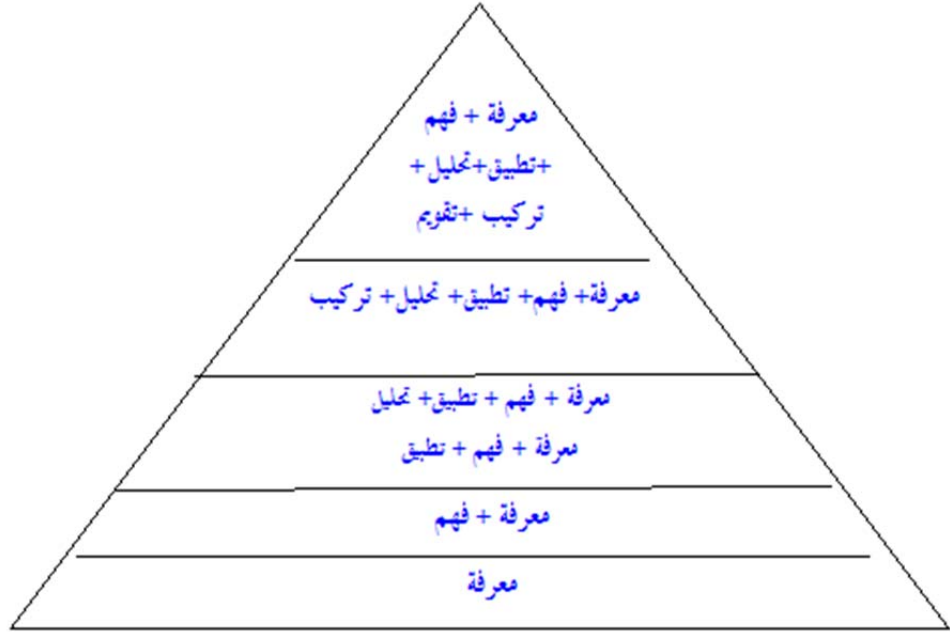 معرفة + فهم
+تطبيق+تحليل+
تركيب +تقويم
معرفة+ فهم+ تطبيق+ تحليل+ تركيب
معرفة + فهم + تطبيق+ تحليل
معرفة + فهم + تطبيق
معرفة + فهم
معرفة